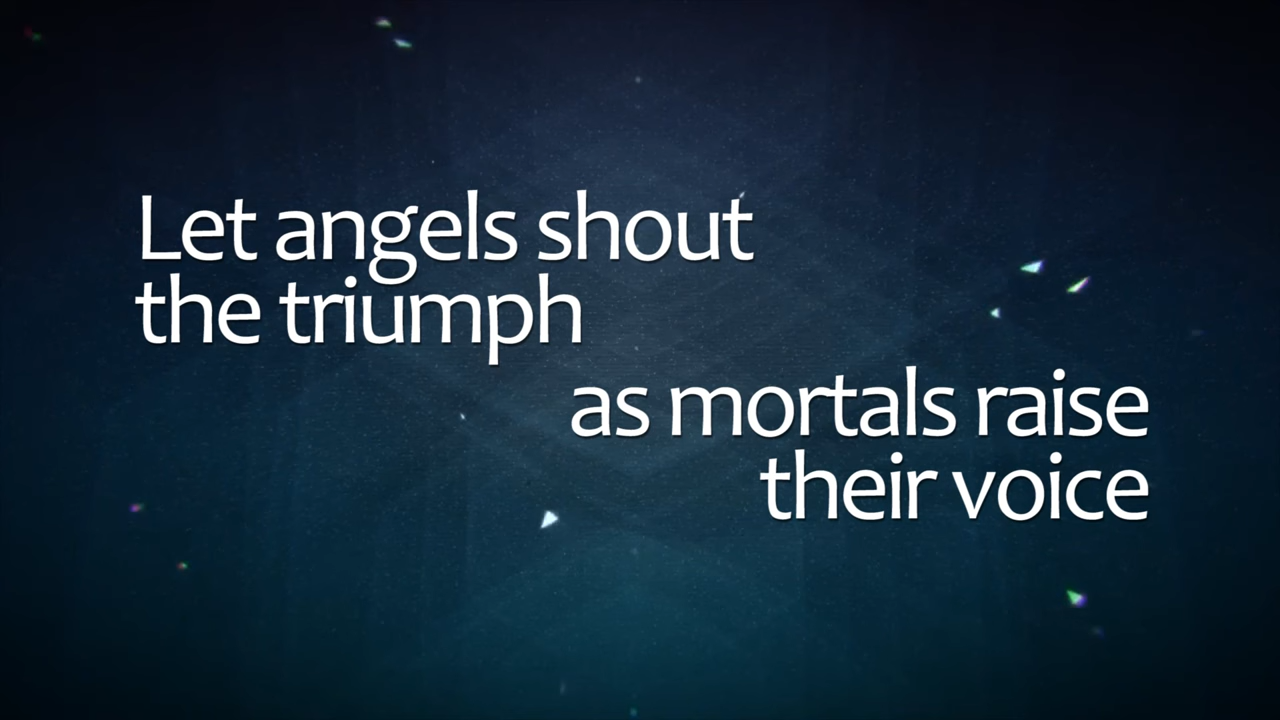 Let angels shout
the triumph
as mortals raise
their voice